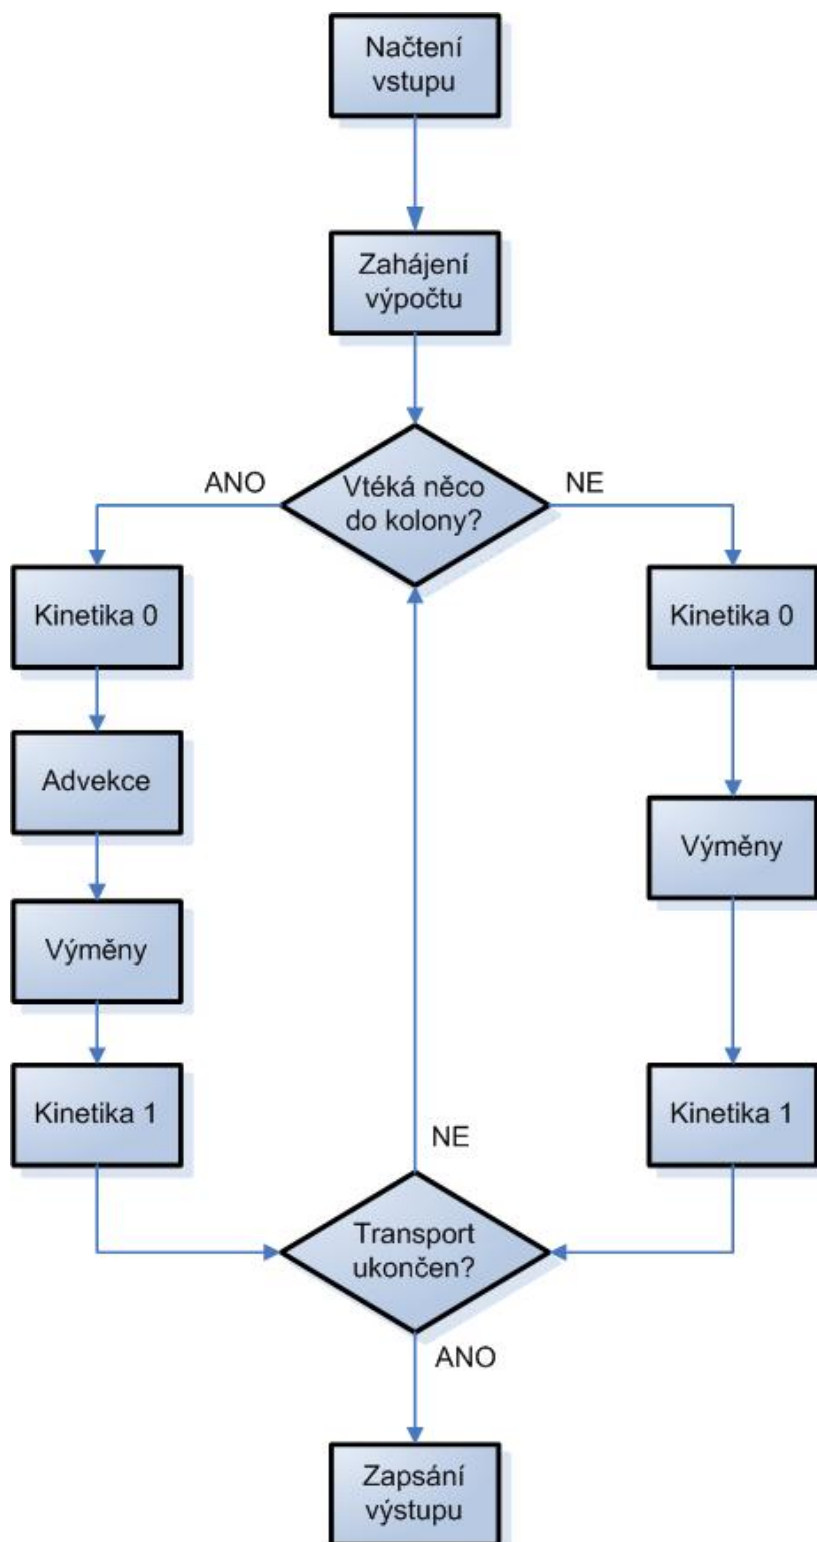 Načtení
vstupu
Zahájení
výpočtu
Vtéká něco
do kolony?
ANO
NE
Kinetika 0
Advekce
Výměny
Kinetika 1
Kinetika 0
Výměny
Kinetika 1
NE
Transport
ukončen?
ANO
Zapsání
výstupu